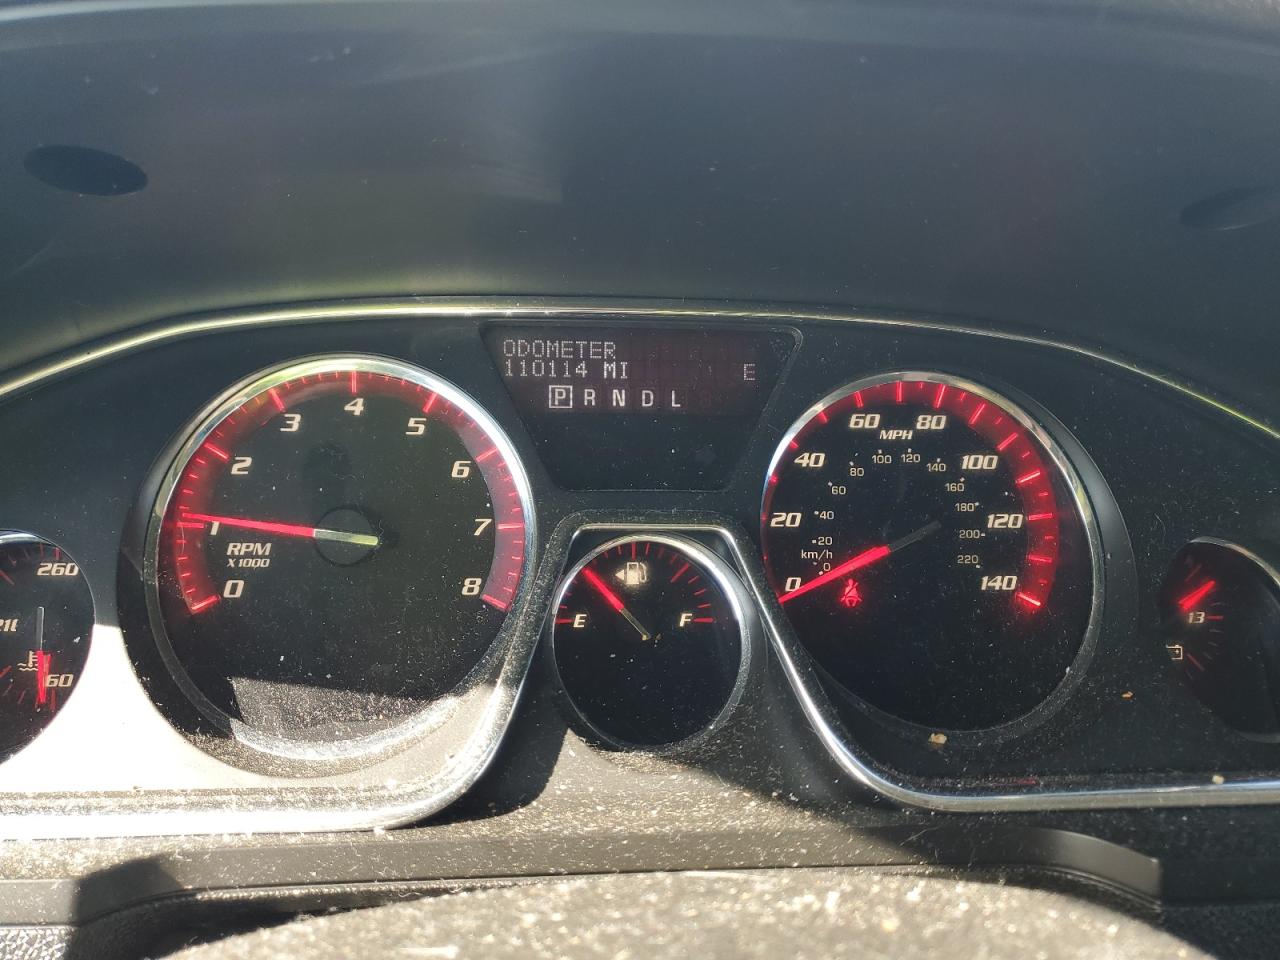 ODOMETER
110114 MI E
P R N D L
0 1 2 3 4 5 6 7 8
RPM
X 1000
0 20 40 60 80 100 120 140
MPH
km/h
0 20 40 60 80 100 120 140 160 180 200 220
E F
260
60
13